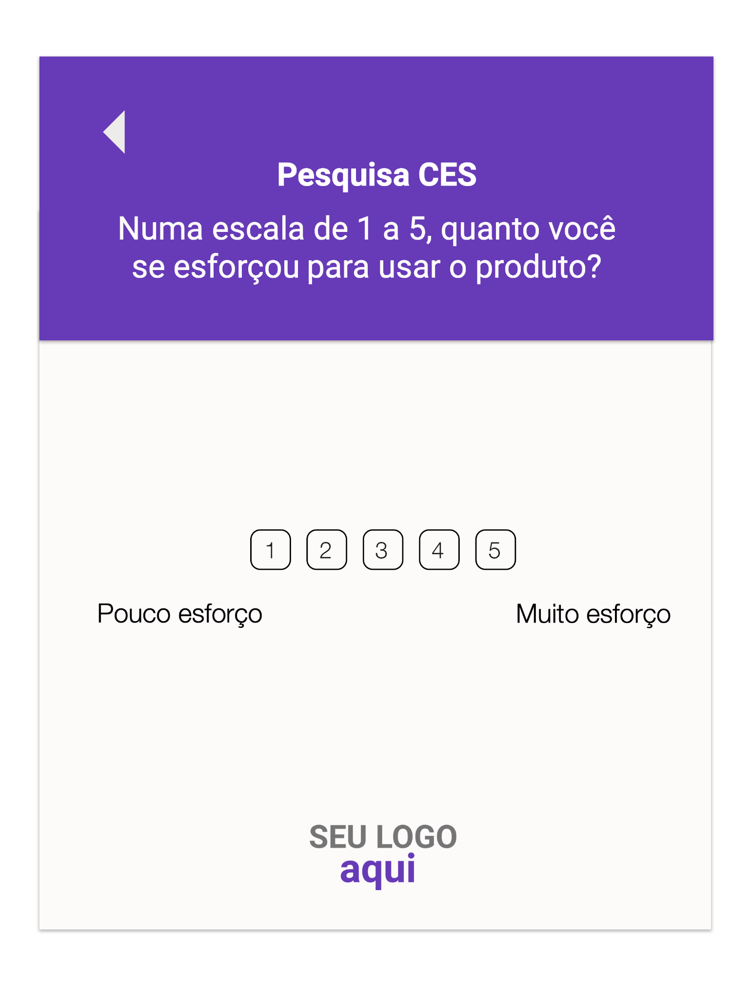 Pesquisa CES
Numa escala de 1 a 5, quanto você
se esforçou para usar o produto?
1 2 3 4 5
Pouco esforço Muito esforço
SEU LOGO
aqui